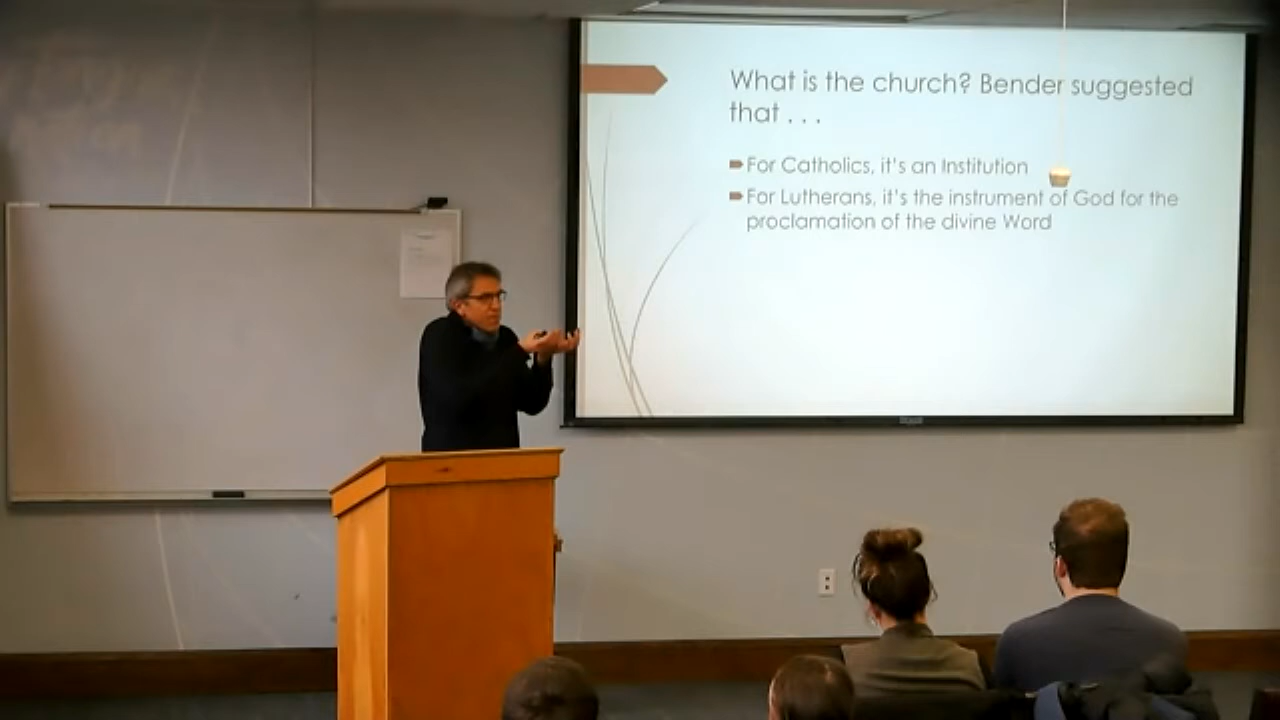 What is the church? Bender suggested
that . . .
For Catholics, it's an Institution
For Lutherans, it's the instrument of God for the
proclamation of the divine Word